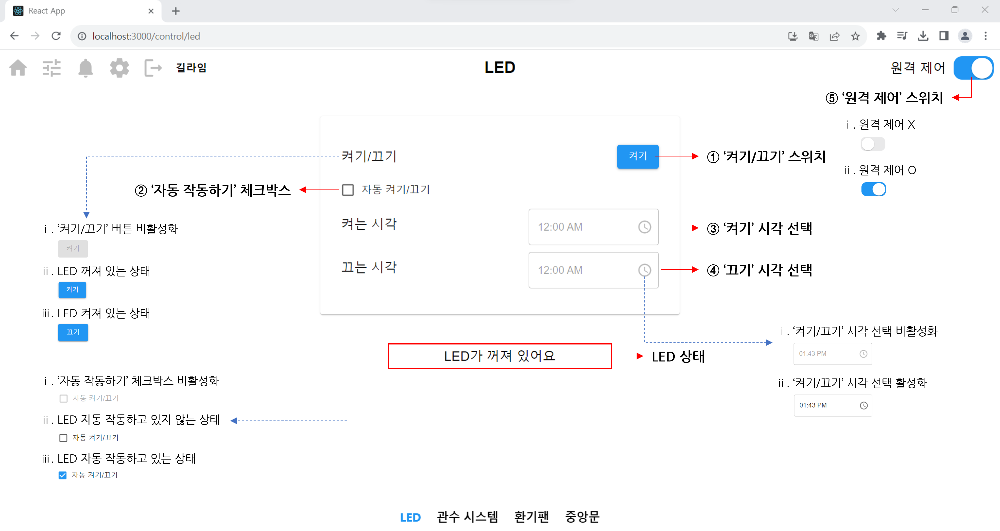 React App
localhost:3000/control/led
길라임
LED
원격 제어
⑤ ‘원격 제어’ 스위치
ⅰ. 원격 제어 X
ⅱ. 원격 제어 O
켜기/끄기
켜기
① ‘켜기/끄기’ 스위치
② ‘자동 작동하기’ 체크박스
자동 켜기/끄기
켜는 시각
12:00 AM
③ ‘켜기’ 시각 선택
끄는 시각
12:00 AM
④ ‘끄기’ 시각 선택
ⅰ. ‘켜기/끄기’ 버튼 비활성화
켜기
ⅱ. LED 꺼져 있는 상태
켜기
ⅲ. LED 켜져 있는 상태
끄기
LED가 꺼져 있어요
LED 상태
ⅰ. ‘켜기/끄기’ 시각 선택 비활성화
01:43 PM
ⅱ. ‘켜기/끄기’ 시각 선택 활성화
01:43 PM
ⅰ. ‘자동 작동하기’ 체크박스 비활성화
자동 켜기/끄기
ⅱ. LED 자동 작동하고 있지 않는 상태
자동 켜기/끄기
ⅲ. LED 자동 작동하고 있는 상태
자동 켜기/끄기
LED 관수 시스템 환기팬 중앙문